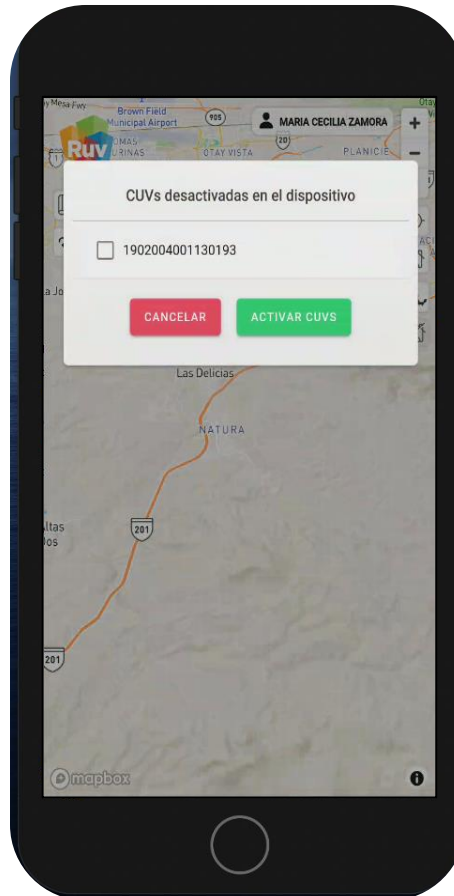 Mesa Fwy
Brown Field
Municipal Airport
905
MARIA CECILIA ZAMORA
+
Ruv
OTAY VISTA
20
PLANICIE
−
CUVs desactivadas en el dispositivo
1902004001130193
CANCELAR
ACTIVAR CUVS
Las Delicias
NATURA
201
201
mapbox